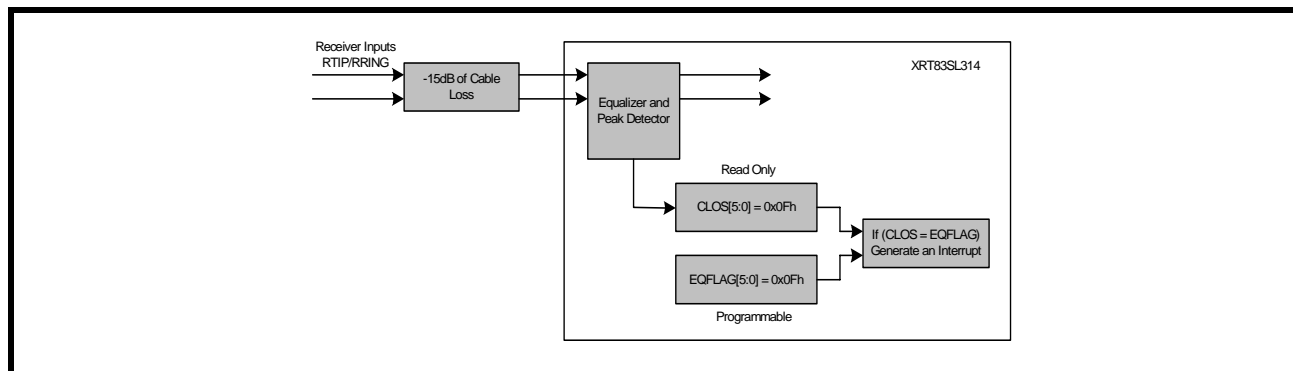 Receiver Inputs
RTIP/RRING
-15dB of Cable
Loss
XRT83SL314
Equalizer and
Peak Detector
Read Only
CLOS[5:0] = 0x0Fh
If (CLOS = EQFLAG)
Generate an Interrupt
EQFLAG[5:0] = 0x0Fh
Programmable